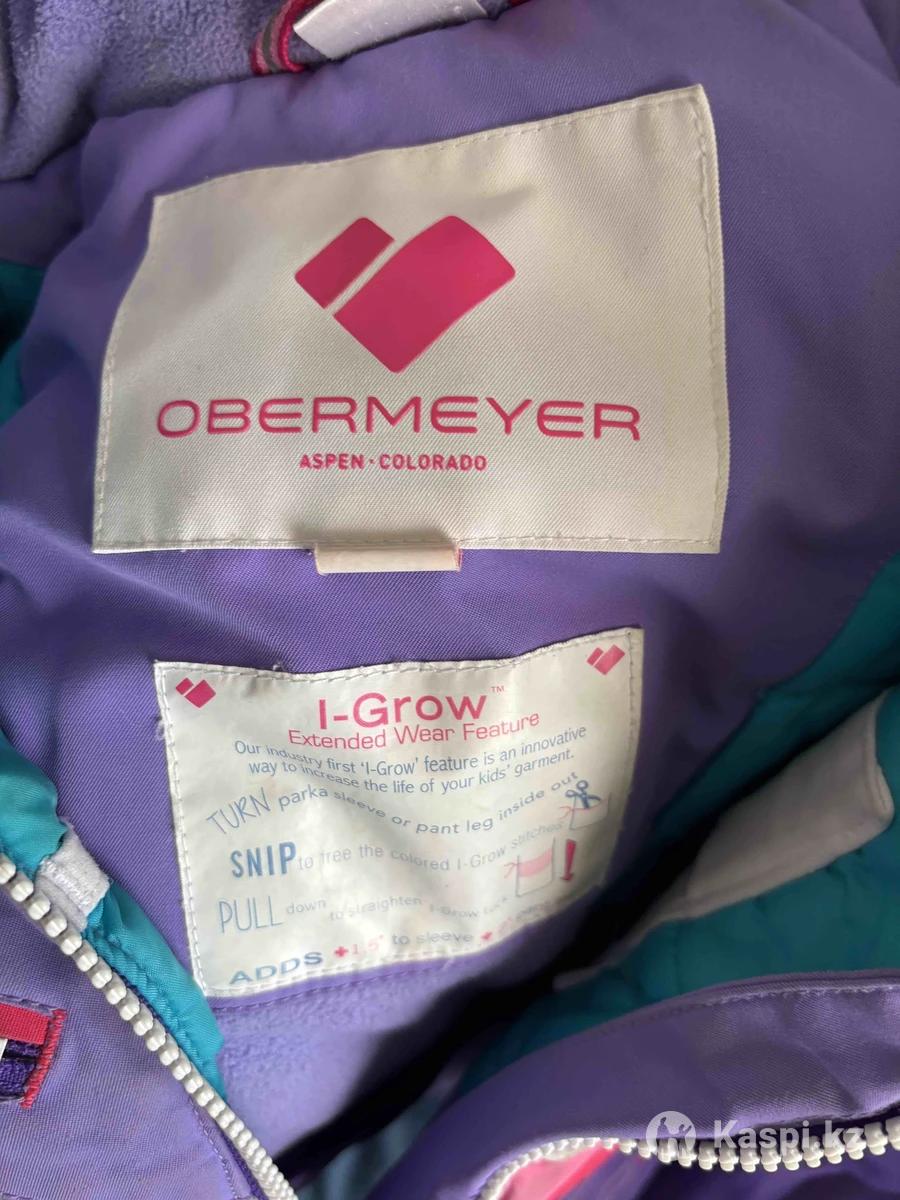 OBERMEYER
ASPEN · COLORADO
I-Grow™
Extended Wear Feature
Our industry first 'I-Grow' feature is an innovative
way to increase the life of your kids' garment.
TURN parka sleeve or pant leg inside out
SNIP to free the colored I-Grow stitches
PULL down to straighten I-Grow
ADDS +1.5" to sleeve
Kaspi.kz